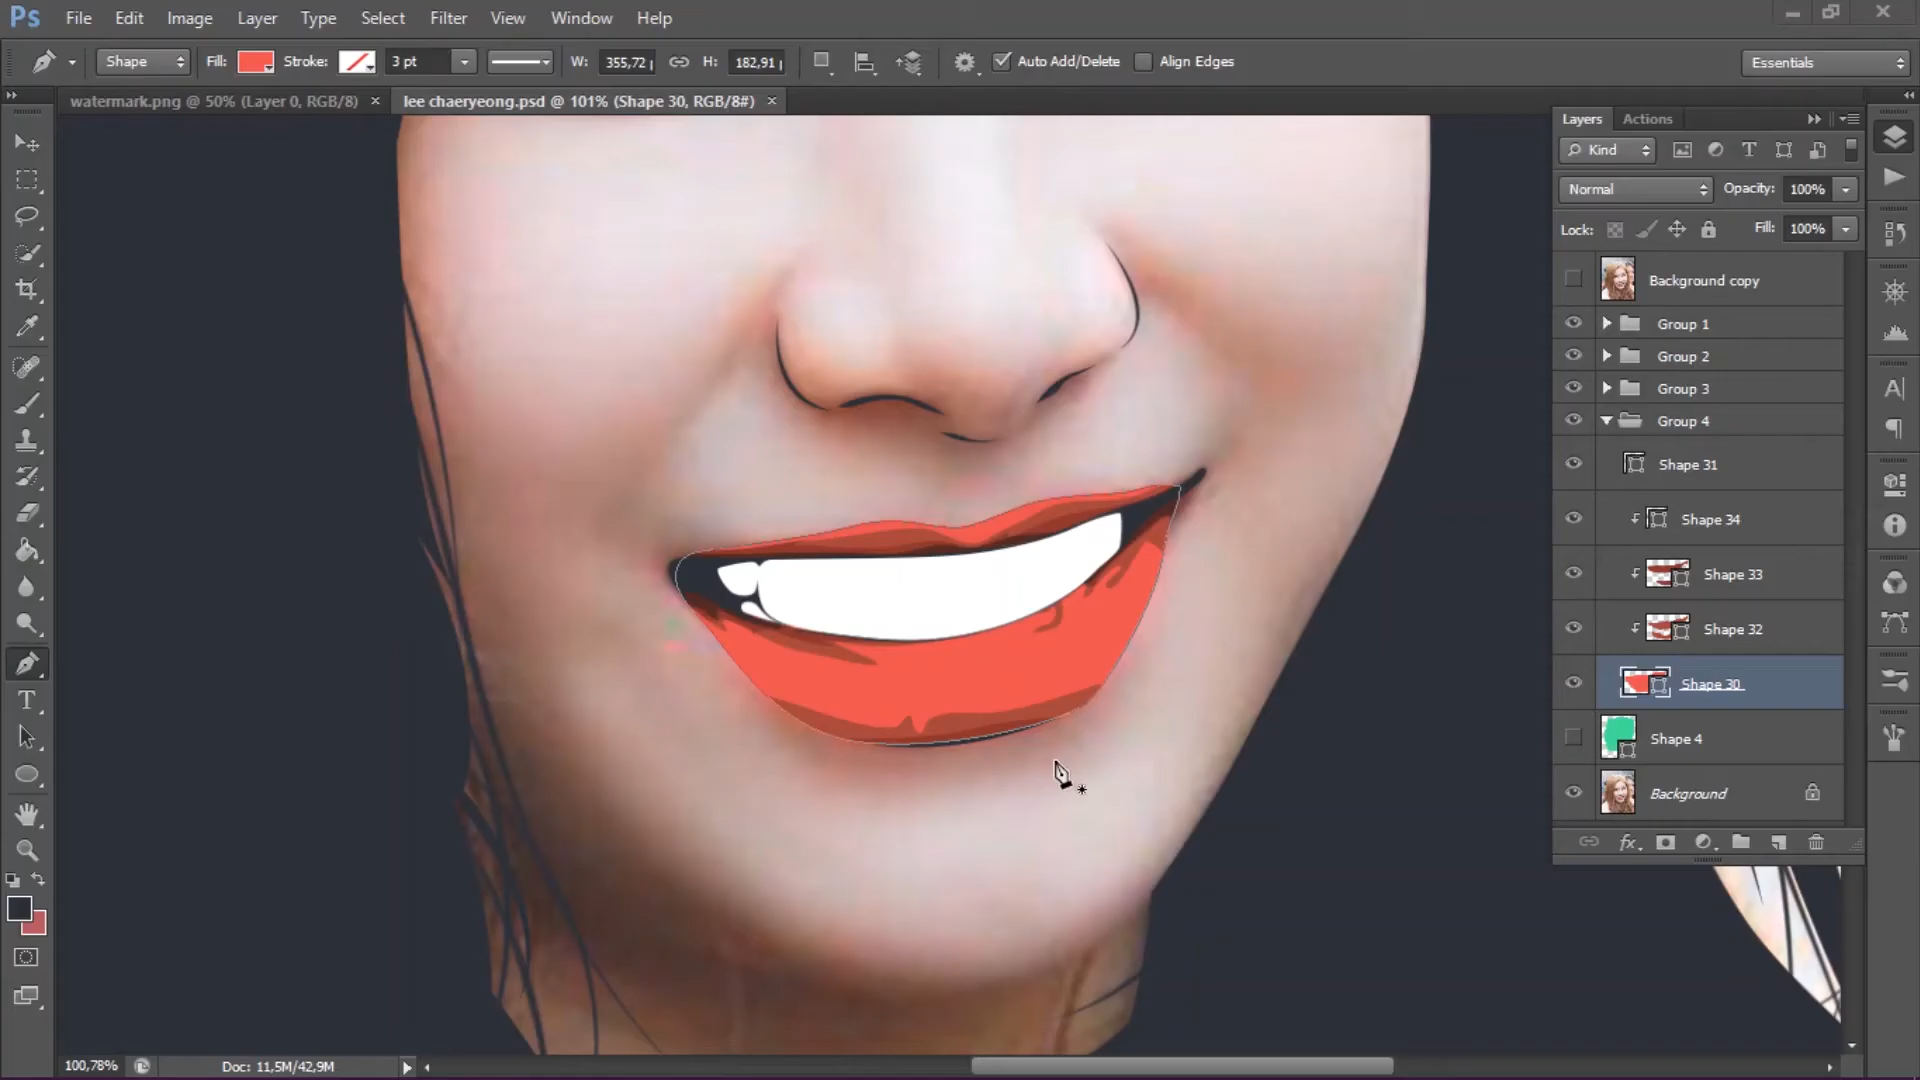 Ps File Edit Image Layer Type Select Filter View Window Help
Shape Fill: Stroke: 3 pt W: 355,72 H: 182,91 Auto Add/Delete Align Edges Essentials
watermark.png @ 50% (Layer 0, RGB/8) × lee chaeryeong.psd @ 101% (Shape 30, RGB/8#) ×
Layers Actions
Kind
Normal Opacity: 100%
Lock: Fill: 100%
Background copy
Group 1
Group 2
Group 3
Group 4
Shape 31
Shape 34
Shape 33
Shape 32
Shape 30
Shape 4
Background
100,78% Doc: 11,5M/42,9M